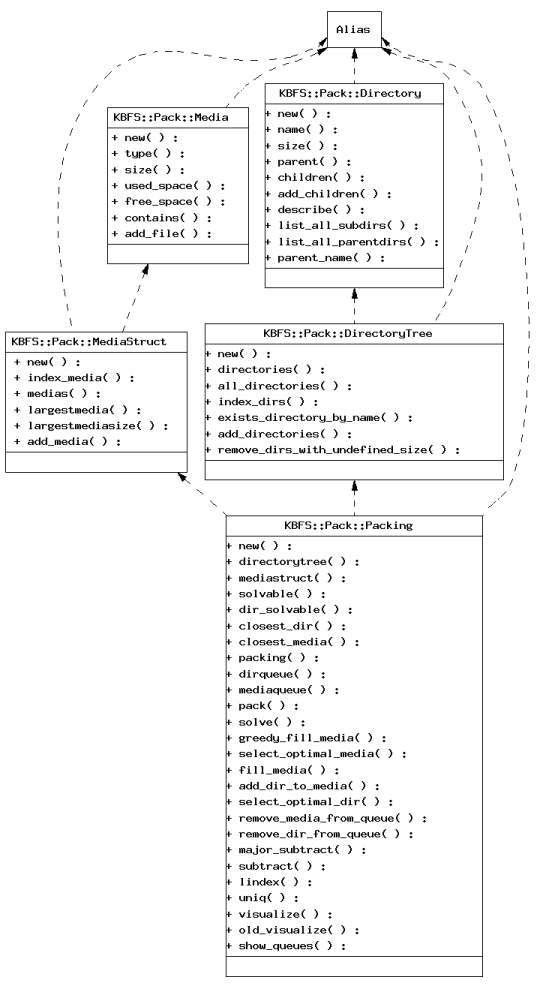 Alias
KBFS::Pack::Media
+ new( ) :
+ type( ) :
+ size( ) :
+ used_space( ) :
+ free_space( ) :
+ contains( ) :
+ add_file( ) :
KBFS::Pack::Directory
+ new( ) :
+ name( ) :
+ size( ) :
+ parent( ) :
+ children( ) :
+ add_children( ) :
+ describe( ) :
+ list_all_subdirs( ) :
+ list_all_parentdirs( ) :
+ parent_name( ) :
KBFS::Pack::MediaStruct
+ new( ) :
+ index_media( ) :
+ medias( ) :
+ largestmedia( ) :
+ largestmediasize( ) :
+ add_media( ) :
KBFS::Pack::DirectoryTree
+ new( ) :
+ directories( ) :
+ all_directories( ) :
+ index_dirs( ) :
+ exists_directory_by_name( ) :
+ add_directories( ) :
+ remove_dirs_with_undefined_size( ) :
KBFS::Pack::Packing
+ new( ) :
+ directorytree( ) :
+ mediastruct( ) :
+ solvable( ) :
+ dir_solvable( ) :
+ closest_dir( ) :
+ closest_media( ) :
+ packing( ) :
+ dirqueue( ) :
+ mediaqueue( ) :
+ pack( ) :
+ solve( ) :
+ greedy_fill_media( ) :
+ select_optimal_media( ) :
+ fill_media( ) :
+ add_dir_to_media( ) :
+ select_optimal_dir( ) :
+ remove_media_from_queue( ) :
+ remove_dir_from_queue( ) :
+ major_subtract( ) :
+ subtract( ) :
+ lindex( ) :
+ uniq( ) :
+ visualize( ) :
+ old_visualize( ) :
+ show_queues( ) :